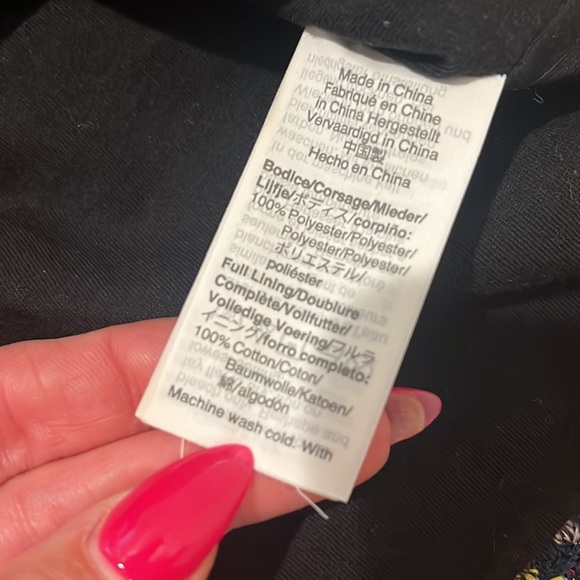 Made in China
Fabriqué en Chine
in China Hergestellt
Vervaardigd in China
中国製
Hecho en China
Bodice/Corsage/Mieder/
Lijfje/ボディス/corpiño:
100% Polyester/Polyester/
Polyester/Polyester/
ポリエステル/
poliéster
Full Lining/Doublure
Complète/Vollfutter/
Volledige Voering/フルラ
イニング/forro completo:
100% Cotton/Coton/
Baumwolle/Katoen/
綿/algodón
Machine wash cold. With